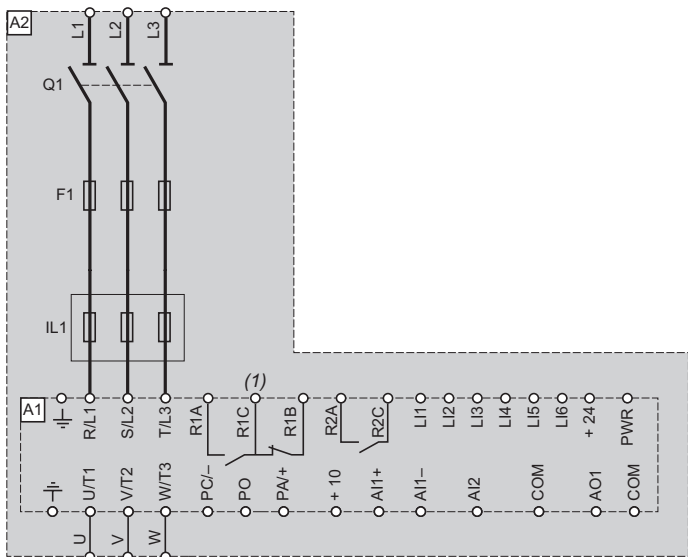 A2
L1 L2 L3
Q1
F1
IL1
(1)
A1
R/L1 S/L2 T/L3 R1A R1C R1B R2A R2C LI1 LI2 LI3 LI4 LI5 LI6 + 24 PWR
U/T1 V/T2 W/T3 PC/– PO PA/+ + 10 AI1+ AI1– AI2 COM AO1 COM
U V W